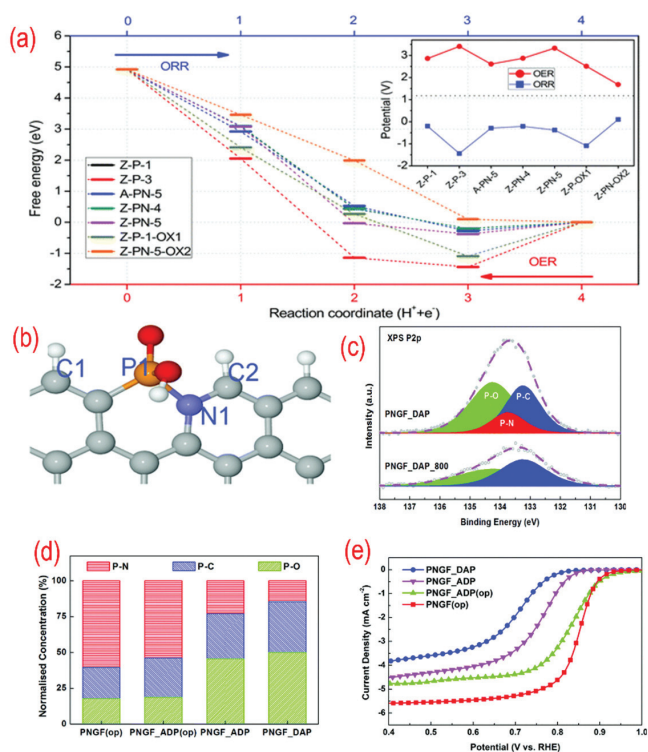 (a)
0 1 2 3 4
ORR
Free energy (eV)
6
5
4
3
2
1
0
-1
-2
Z-P-1
Z-P-3
A-PN-5
Z-PN-4
Z-PN-5
Z-P-1-OX1
Z-PN-5-OX2
OER
0 1 2 3 4
Reaction coordinate (H⁺+e⁻)
Potential (V)
3
2
1
0
-1
-2
OER
ORR
Z-P-1
Z-P-3
A-PN-5
Z-PN-4
Z-PN-5
Z-P-OX1
Z-PN-OX2
(b)
C1 P1 C2
N1
(c)
XPS P2p
P-O P-C
P-N
PNGF_DAP
PNGF_DAP_800
Intensity (a.u.)
138 137 136 135 134 133 132 131 130
Binding Energy (eV)
(d)
P-N P-C P-O
Normalised Concentration (%)
100
75
50
25
0
PNGF(op) PNGF_ADP(op) PNGF_ADP PNGF_DAP
(e)
PNGF_DAP
PNGF_ADP
PNGF_ADP(op)
PNGF(op)
Current Density (mA cm⁻²)
0
-1
-2
-3
-4
-5
-6
0.4 0.5 0.6 0.7 0.8 0.9 1.0
Potential (V vs. RHE)